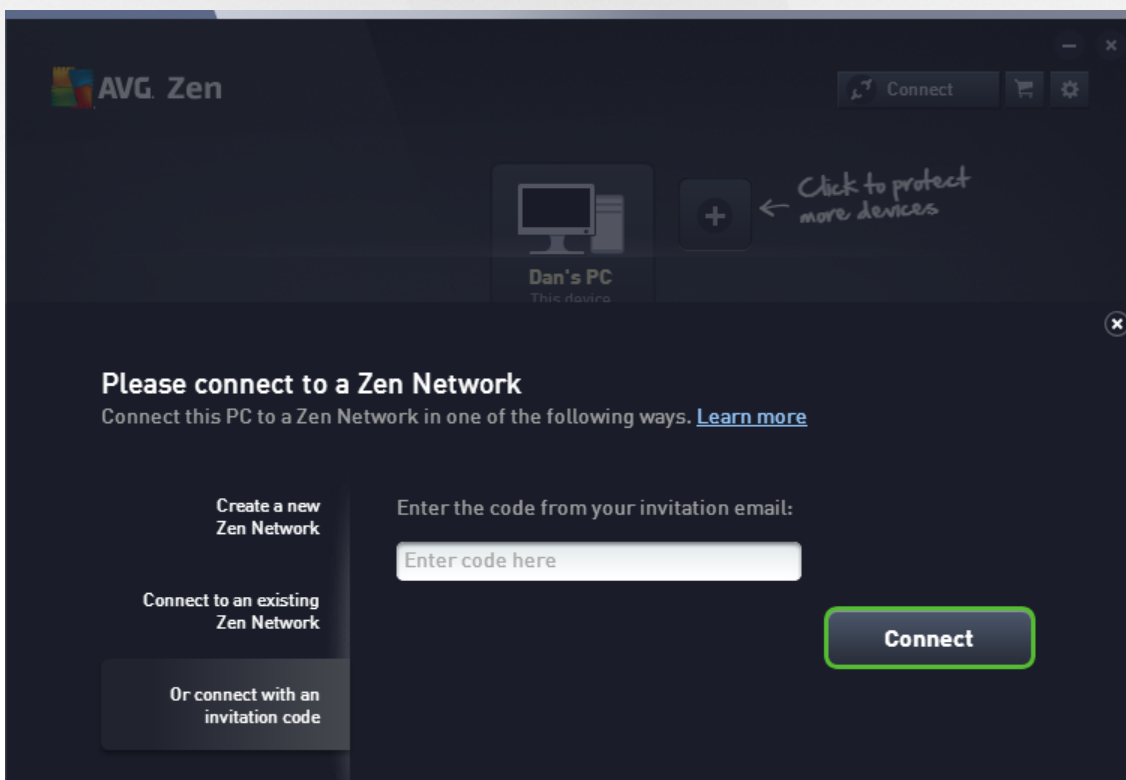 AVG. Zen
Connect
Click to protect
more devices
Dan's PC
This device
Please connect to a Zen Network
Connect this PC to a Zen Network in one of the following ways. Learn more
Create a new
Zen Network
Connect to an existing
Zen Network
Or connect with an
invitation code
Enter the code from your invitation email:
Enter code here
Connect